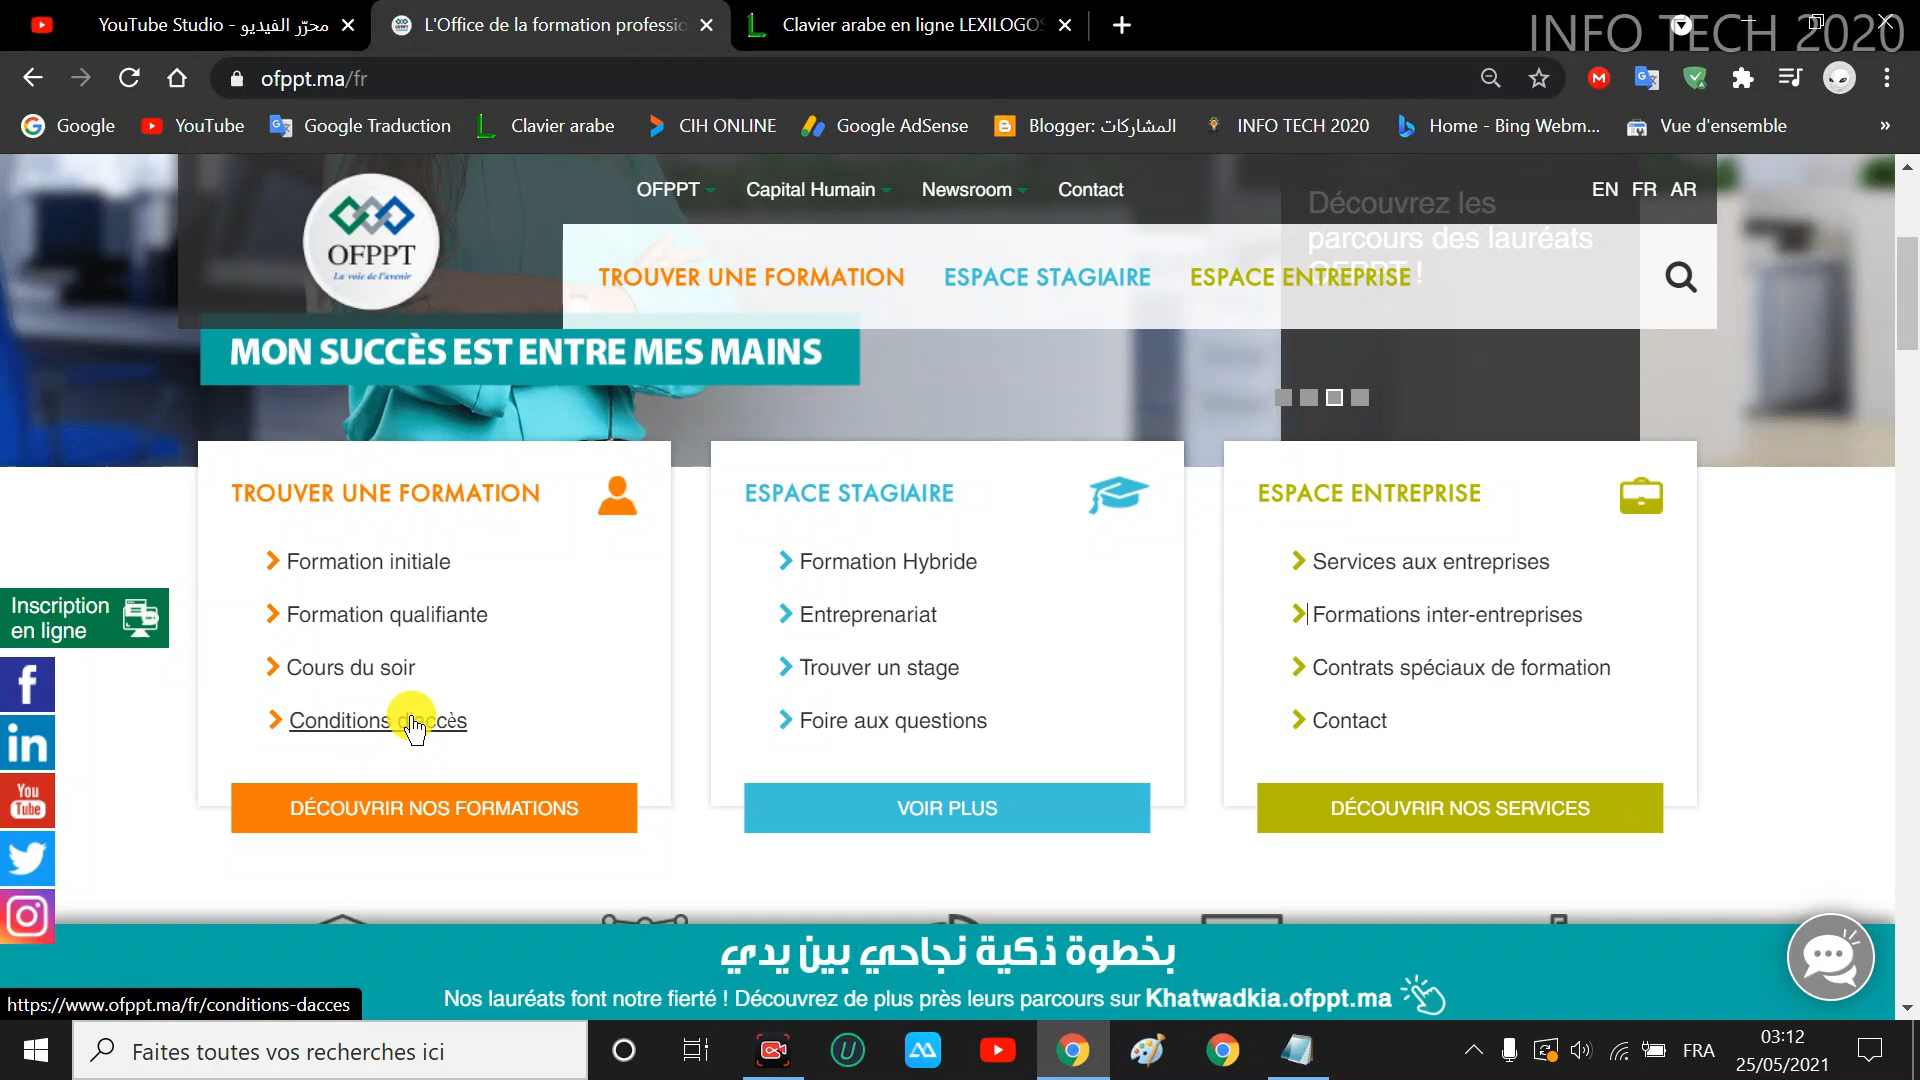 YouTube Studio - محرّر الفيديو
L'Office de la formation professio
Clavier arabe en ligne LEXILOGOS
INFO TECH 2020
ofppt.ma/fr
Google
YouTube
Google Traduction
Clavier arabe
CIH ONLINE
Google AdSense
Blogger: المشاركات
INFO TECH 2020
Home - Bing Webm...
Vue d'ensemble
»
OFPPT
La voie de l'avenir
OFPPT
Capital Humain
Newsroom
Contact
EN FR AR
Découvrez les
parcours des lauréats
OFPPT !
TROUVER UNE FORMATION
ESPACE STAGIAIRE
ESPACE ENTREPRISE
MON SUCCÈS EST ENTRE MES MAINS
TROUVER UNE FORMATION
Formation initiale
Formation qualifiante
Cours du soir
Conditions d'accès
DÉCOUVRIR NOS FORMATIONS
ESPACE STAGIAIRE
Formation Hybride
Entreprenariat
Trouver un stage
Foire aux questions
VOIR PLUS
ESPACE ENTREPRISE
Services aux entreprises
Formations inter-entreprises
Contrats spéciaux de formation
Contact
DÉCOUVRIR NOS SERVICES
Inscription
en ligne
f
in
You
Tube
بخطوة ذكية نجاحي بين يدي
Nos lauréats font notre fierté ! Découvrez de plus près leurs parcours sur Khatwadkia.ofppt.ma
https://www.ofppt.ma/fr/conditions-dacces
Faites toutes vos recherches ici
FRA
03:12
25/05/2021